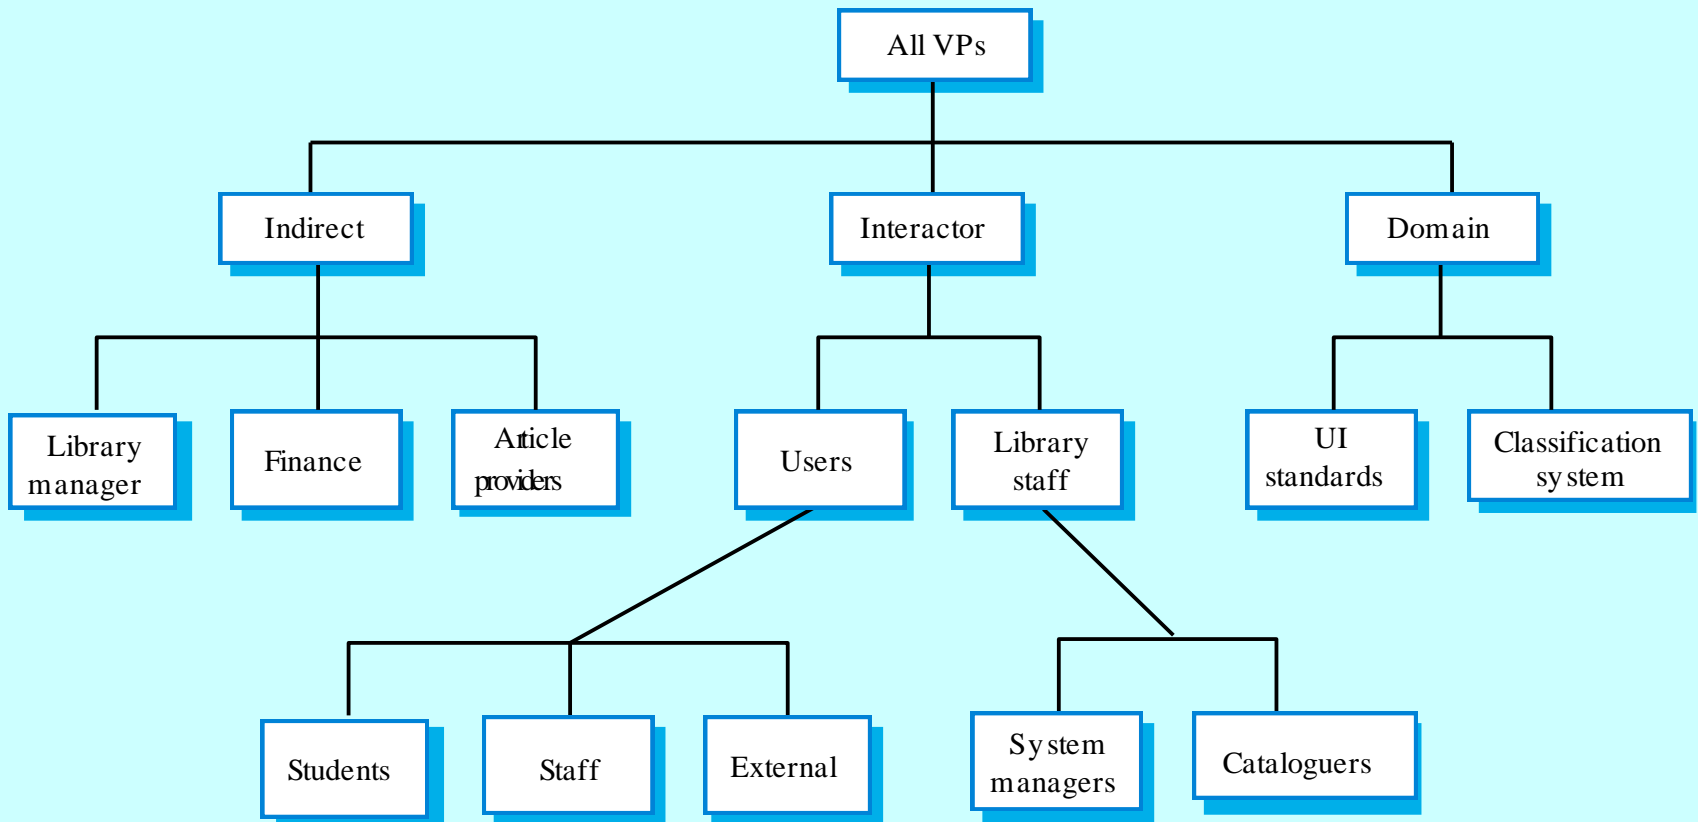 All VPs
Indirect
Interactor
Domain
Library
manager
Finance
Article
providers
Users
Library
staff
UI
standards
Classification
system
Students
Staff
External
System
managers
Cataloguers